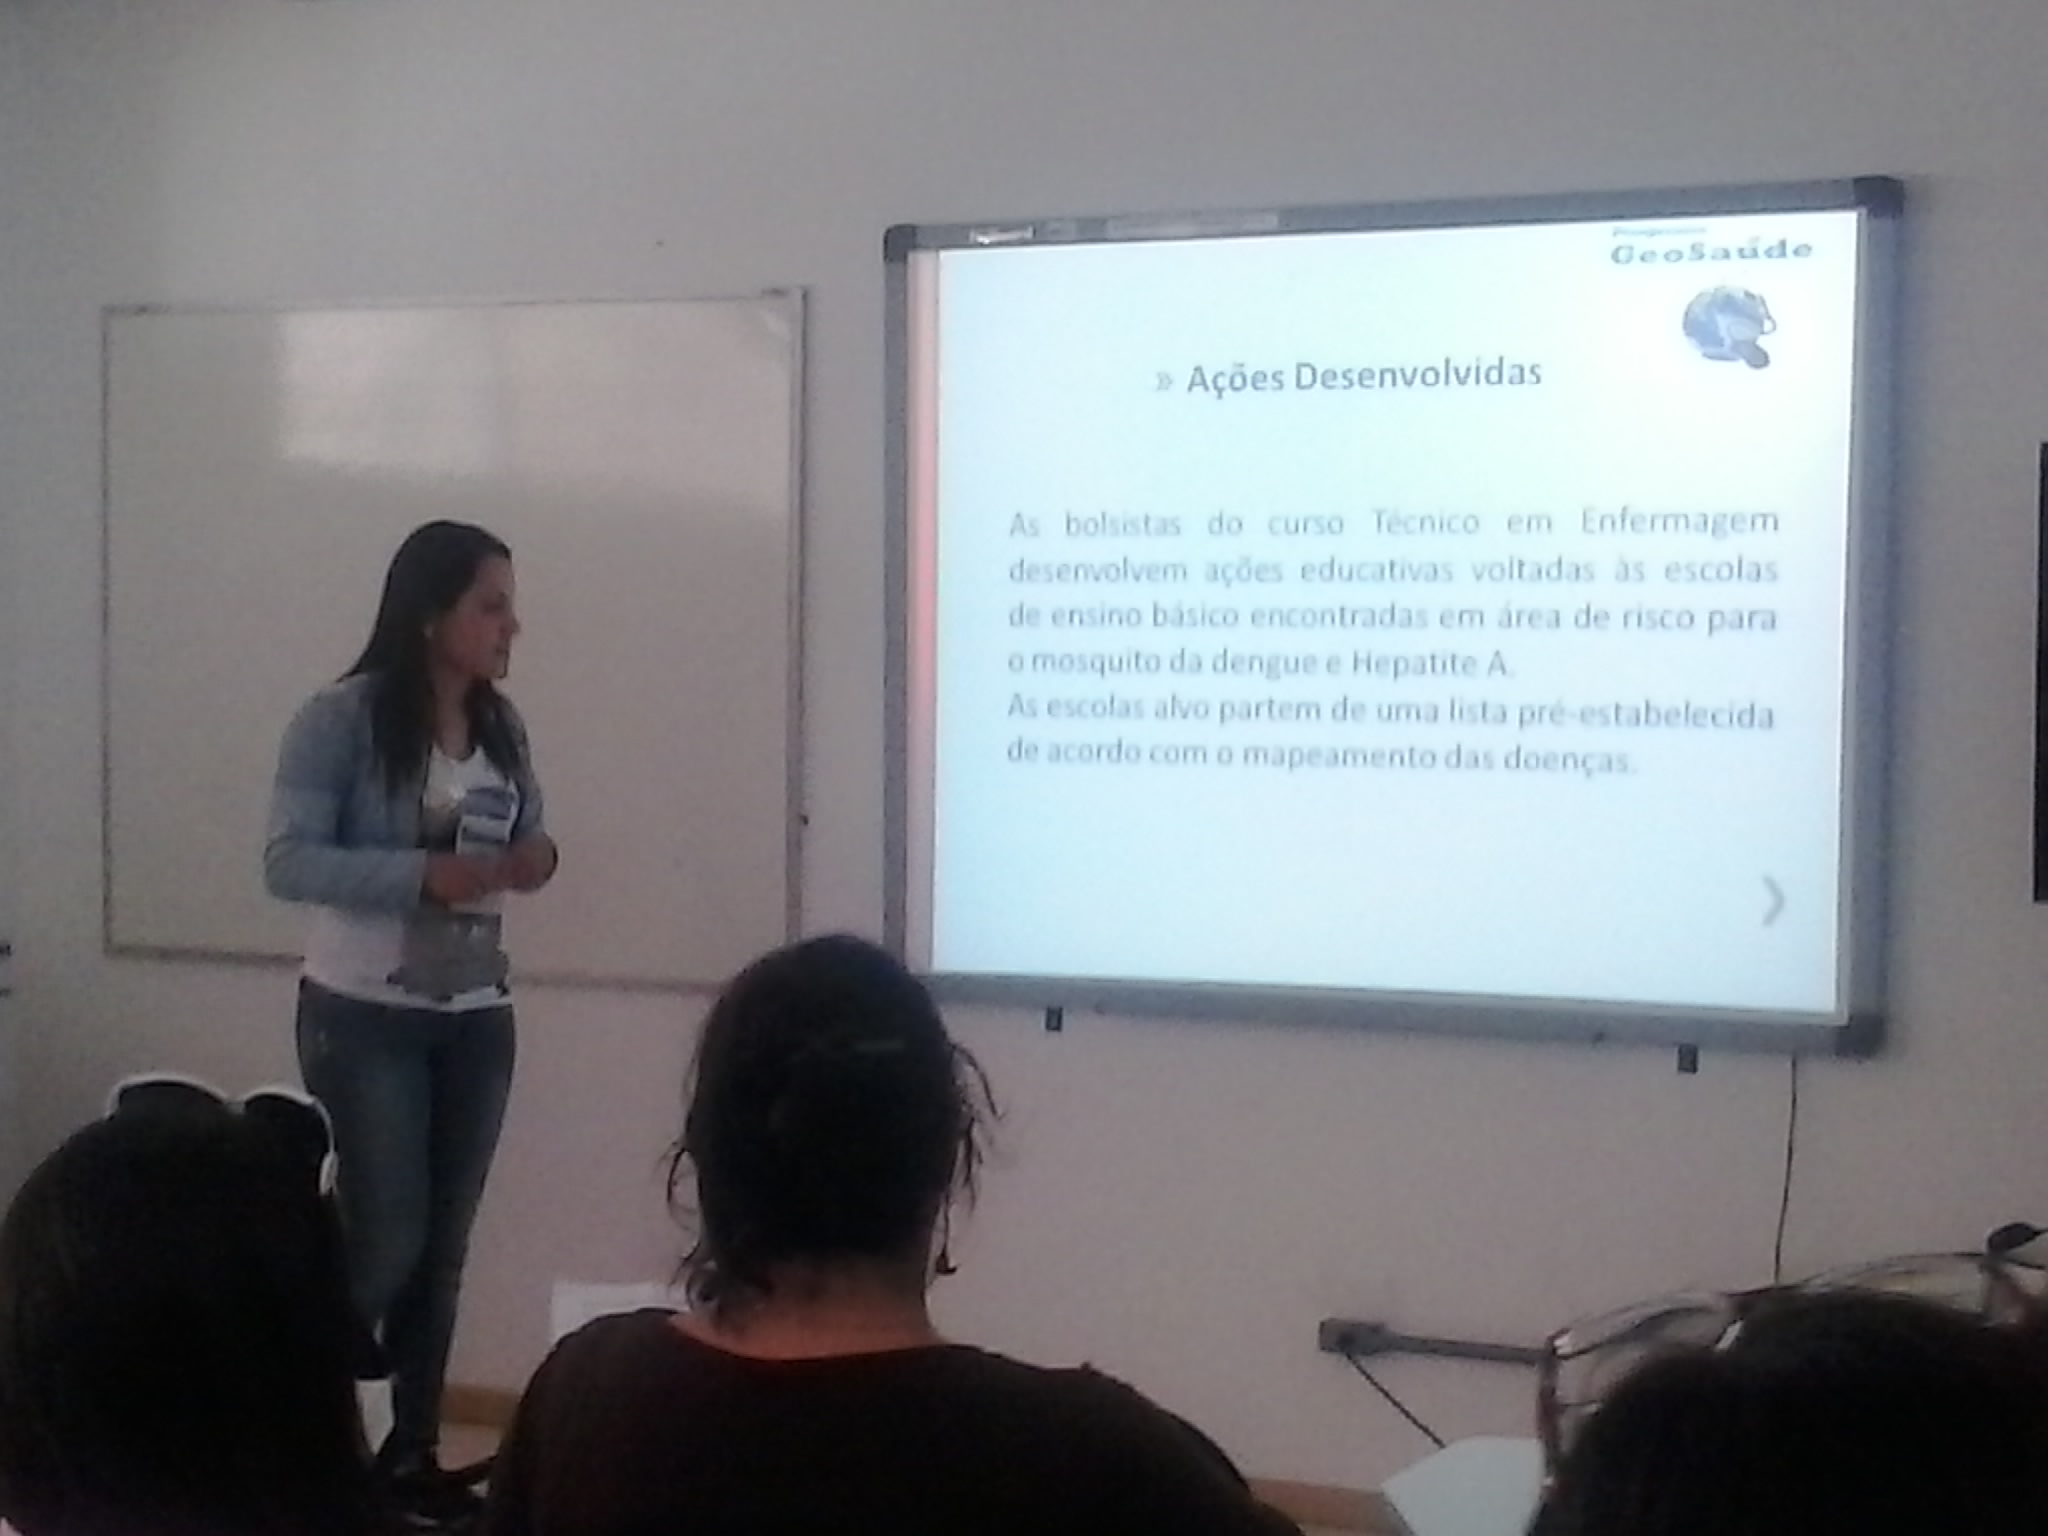 GeoSaúde
» Ações Desenvolvidas
As bolsistas do curso Técnico em Enfermagem
desenvolvem ações educativas voltadas às escolas
de ensino básico encontradas em área de risco para
o mosquito da dengue e Hepatite A.
As escolas alvo partem de uma lista pré-estabelecida
de acordo com o mapeamento das doenças.